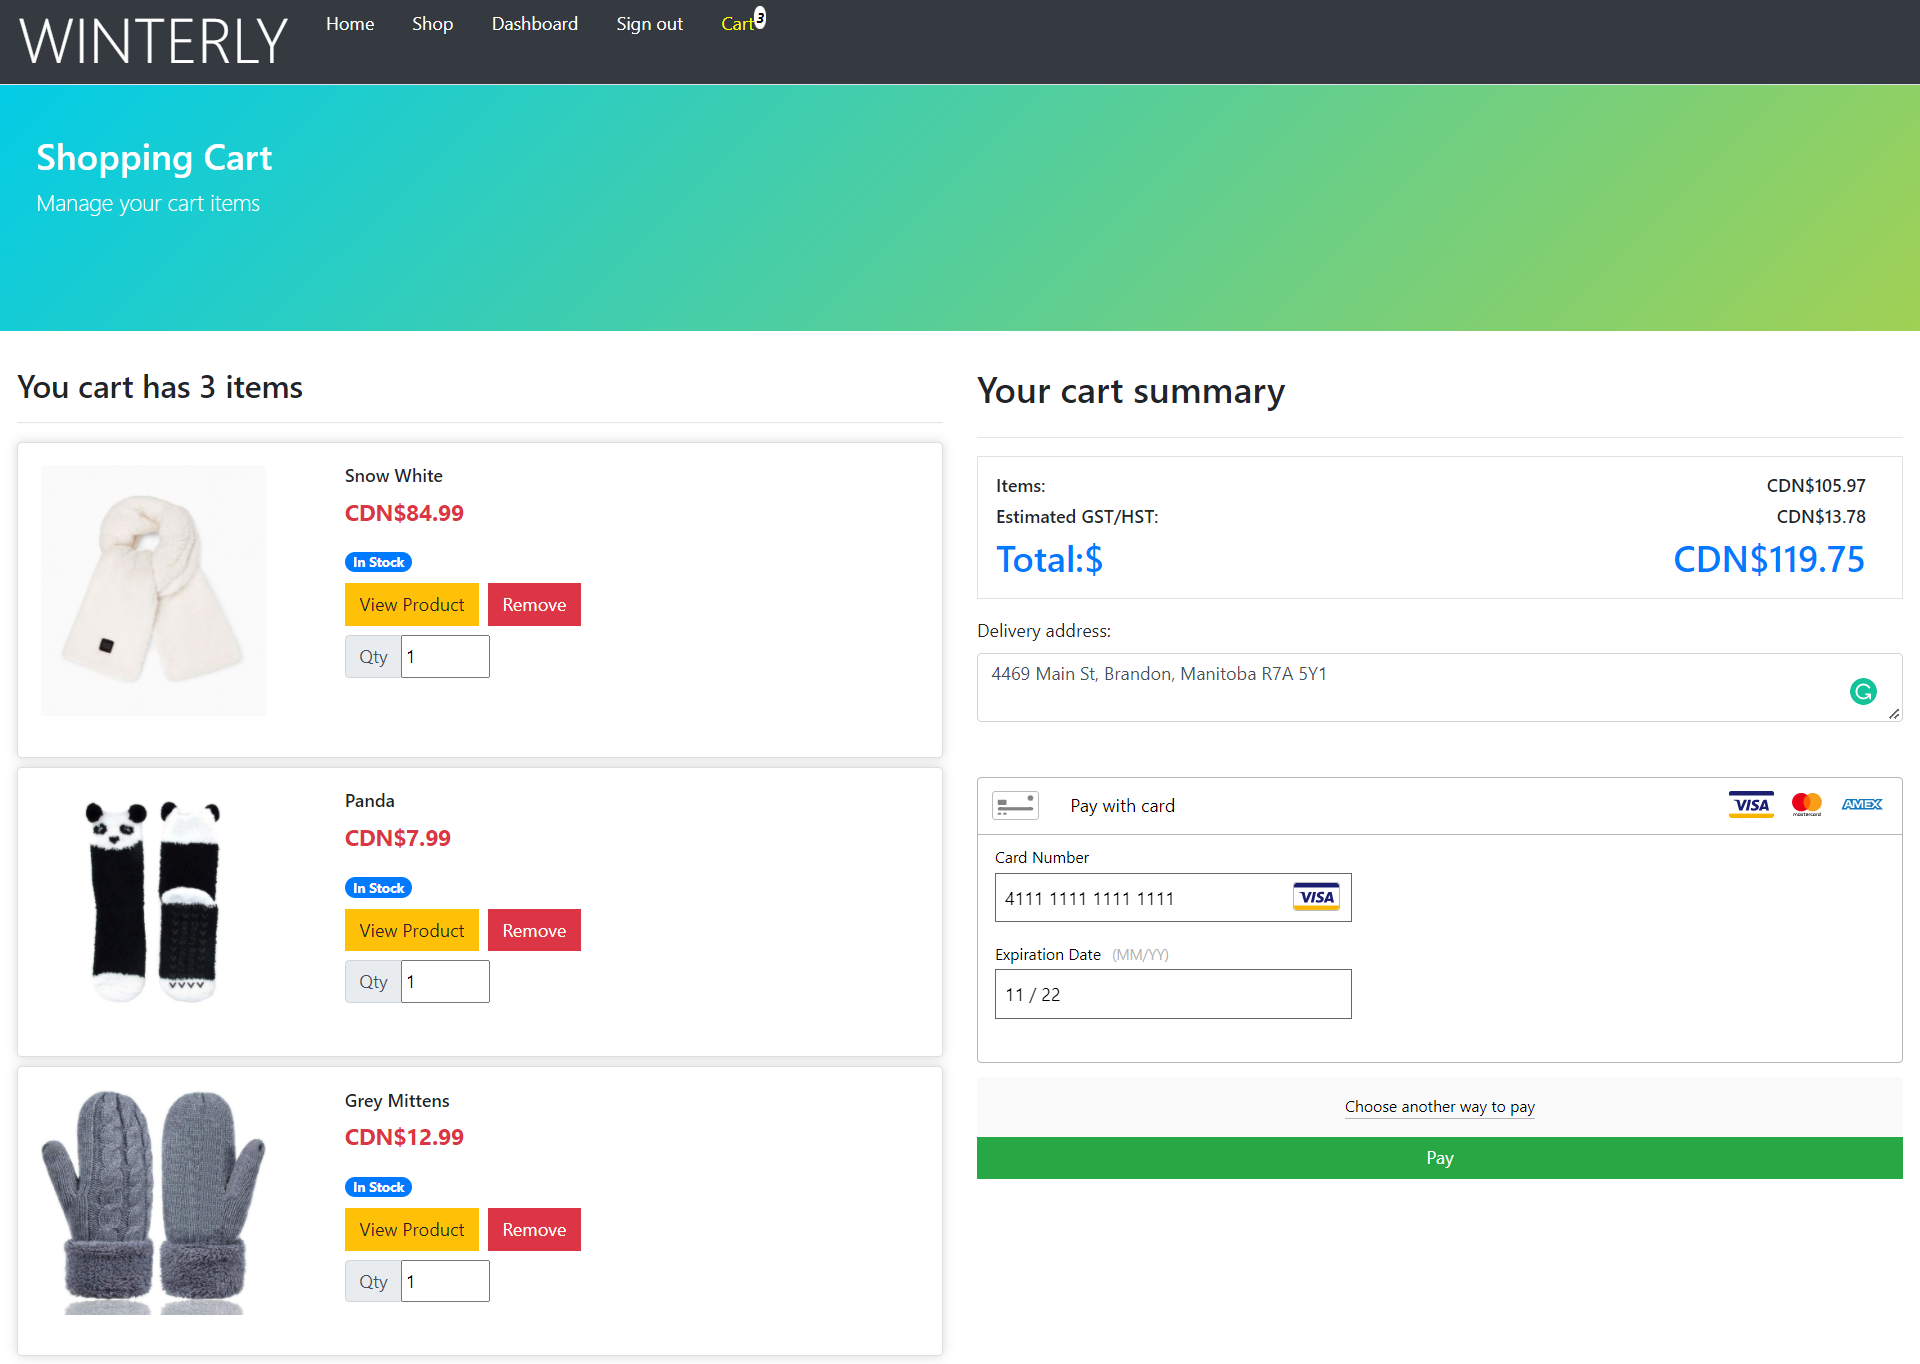 WINTERLY
Home Shop Dashboard Sign out Cart 3
Shopping Cart
Manage your cart items
You cart has 3 items
Snow White
CDN$84.99
In Stock
View Product Remove
Qty 1
Panda
CDN$7.99
In Stock
View Product Remove
Qty 1
Grey Mittens
CDN$12.99
In Stock
View Product Remove
Qty 1
Your cart summary
Items: CDN$105.97
Estimated GST/HST: CDN$13.78
Total:$ CDN$119.75
Delivery address:
4469 Main St, Brandon, Manitoba R7A 5Y1
Pay with card VISA mastercard AMEX
Card Number
4111 1111 1111 1111 VISA
Expiration Date (MM/YY)
11 / 22
Choose another way to pay
Pay